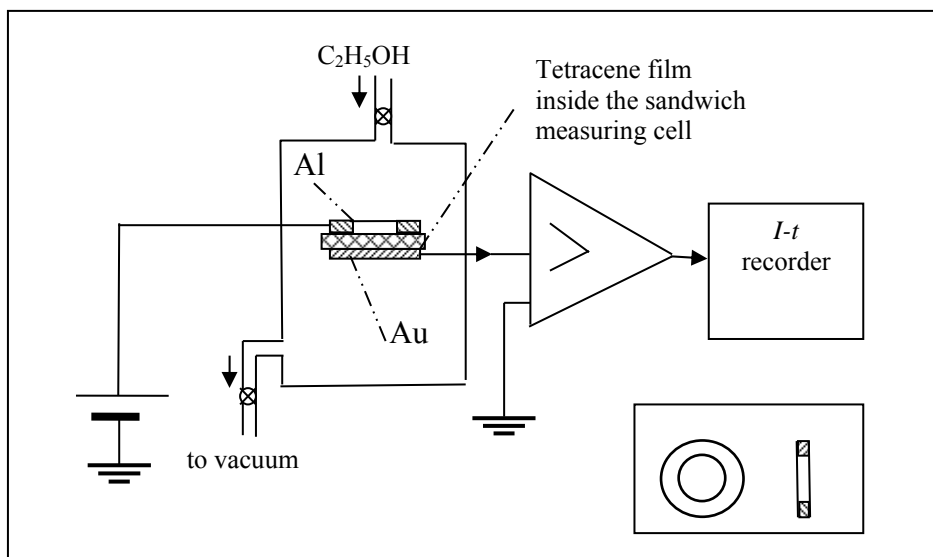 C₂H₅OH
Tetracene film
inside the sandwich
measuring cell
Al
I-t
recorder
Au
to vacuum